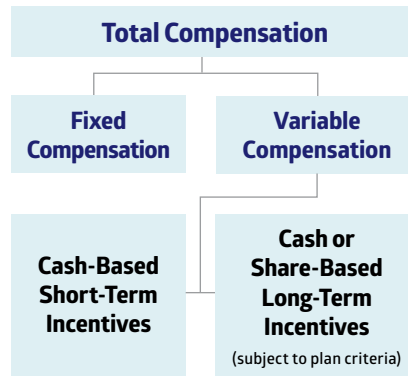 Total Compensation
Fixed
Compensation
Variable
Compensation
Cash-Based
Short-Term
Incentives
Cash or
Share-Based
Long-Term
Incentives
(subject to plan criteria)